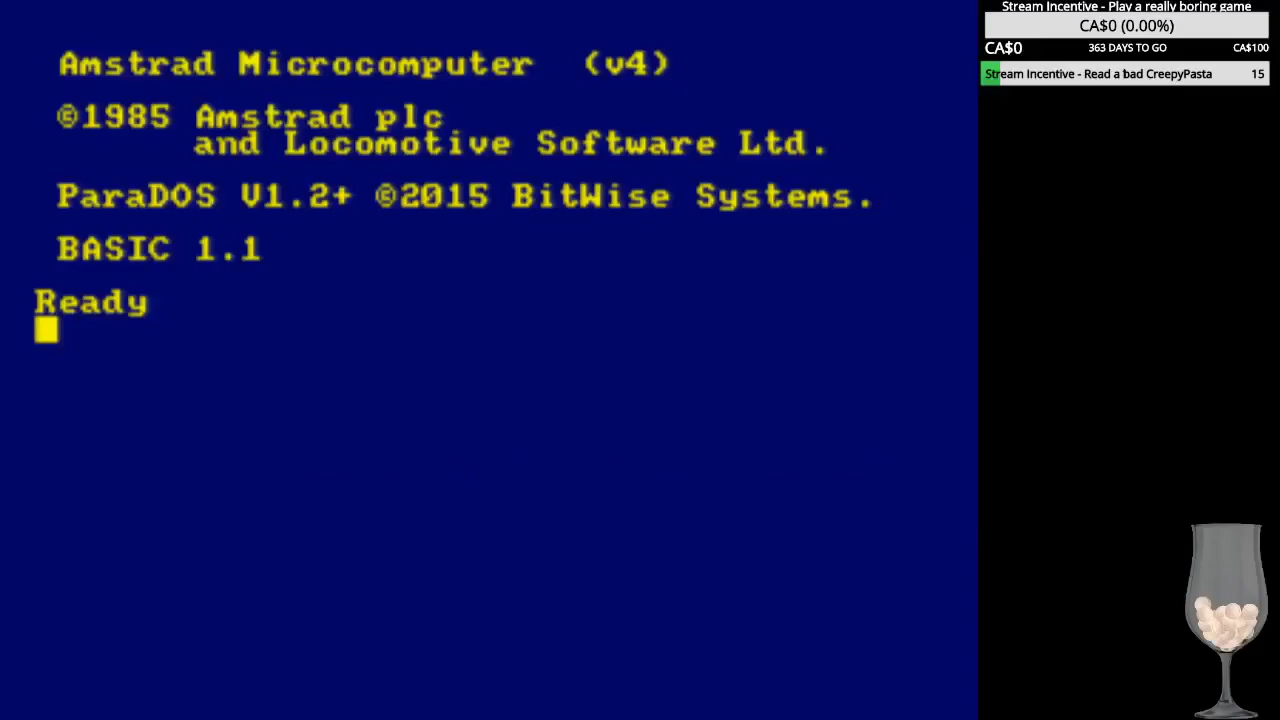 Amstrad Microcomputer (v4)
©1985 Amstrad plc
and Locomotive Software Ltd.
ParaDOS V1.2+ ©2015 BitWise Systems.
BASIC 1.1
Ready
Stream Incentive - Play a really boring game
CA$0 (0.00%)
CA$0 363 DAYS TO GO CA$100
Stream Incentive - Read a bad CreepyPasta 15